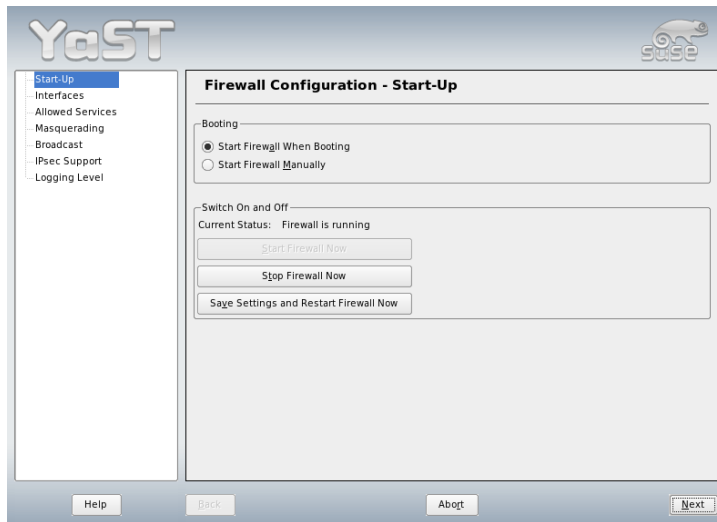 YaST
SUSE
Start-Up
Interfaces
Allowed Services
Masquerading
Broadcast
IPsec Support
Logging Level
Firewall Configuration - Start-Up
Booting
Start Firewall When Booting
Start Firewall Manually
Switch On and Off
Current Status: Firewall is running
Start Firewall Now
Stop Firewall Now
Save Settings and Restart Firewall Now
Help
Back
Abort
Next